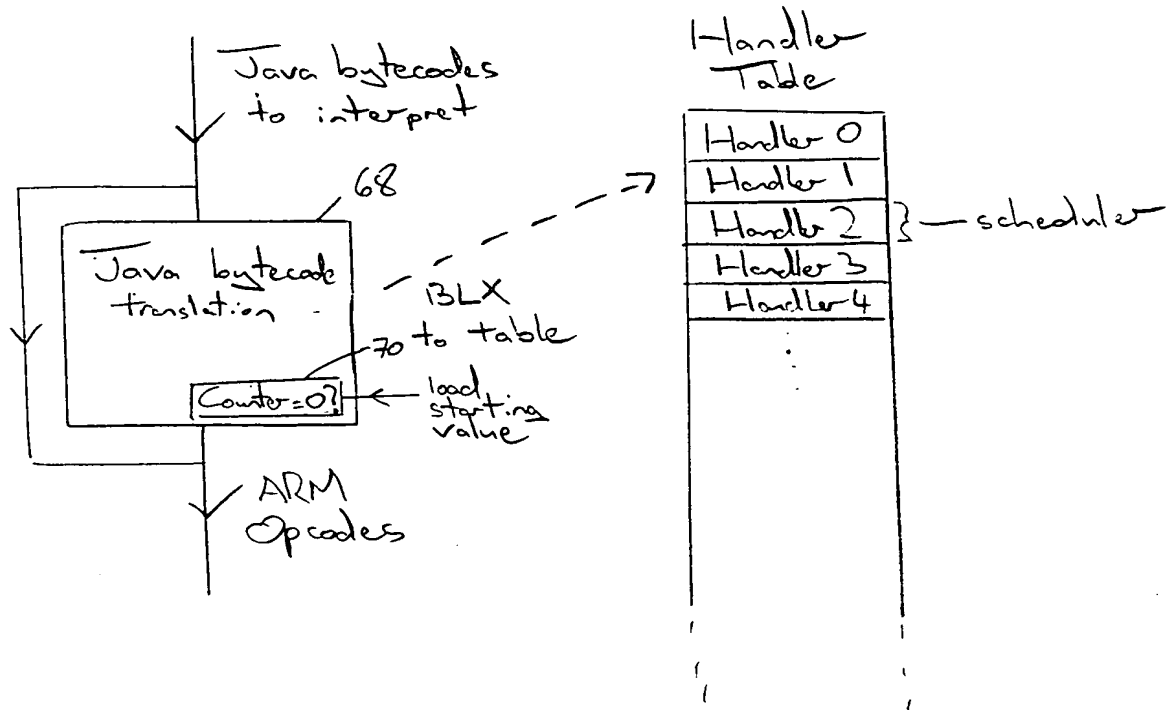 Java bytecodes
to interpret
68
Java bytecode
translation
BLX
to table
70
Counter=0?
load
starting
value
ARM
Opcodes
Handler
Table
Handler 0
Handler 1
Handler 2
scheduler
Handler 3
Handler 4